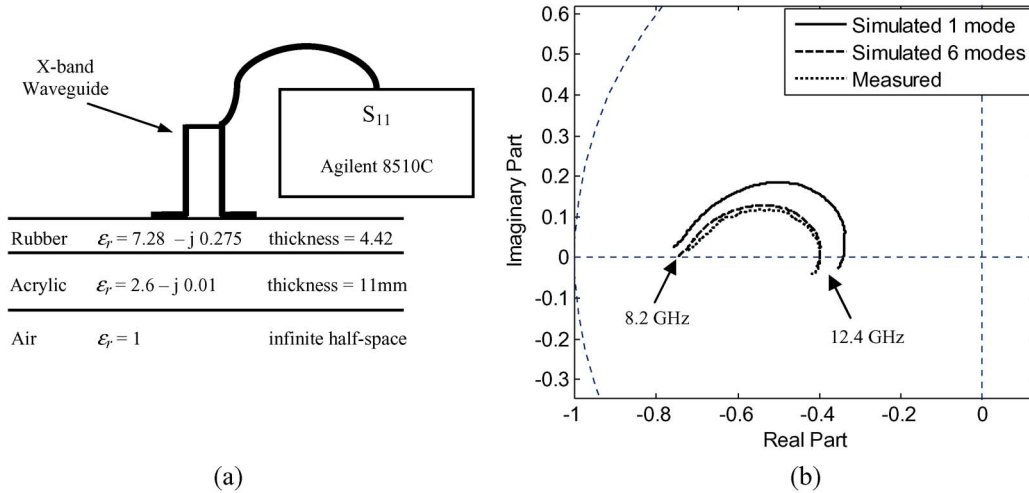 X-band
Waveguide
S11
Agilent 8510C
Rubber εr = 7.28 – j 0.275 thickness = 4.42
Acrylic εr = 2.6 – j 0.01 thickness = 11mm
Air εr = 1 infinite half-space
(a)
Simulated 1 mode
Simulated 6 modes
Measured
Imaginary Part
0.6
0.5
0.4
0.3
0.2
0.1
0
-0.1
-0.2
-0.3
8.2 GHz
12.4 GHz
-1 -0.8 -0.6 -0.4 -0.2 0
Real Part
(b)